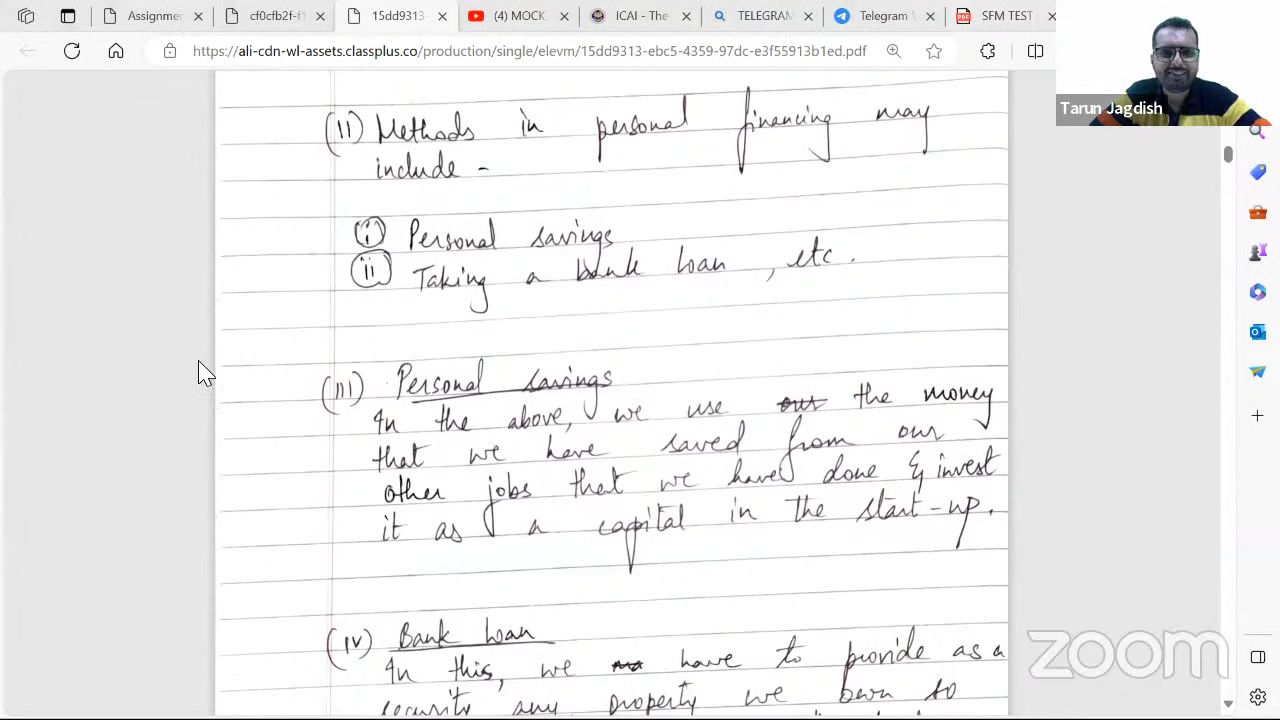 Assignment
cf0cfb2f-f
15dd9313-
(4) MOCK
ICAI - The
TELEGRAM
Telegram
SFM TEST
https://ali-cdn-wl-assets.classplus.co/production/single/elevm/15dd9313-ebc5-4359-97dc-e3f55913b1ed.pdf
Tarun Jagdish
(II) Methods in personal financing may
include -
(i) Personal savings
(ii) Taking a bank loan, etc.
(III) Personal savings
In the above, we use our the money
that we have saved from our
other jobs that we have done & invest
it as a capital in the start-up.
(IV) Bank Loan
In this, we have to provide as a
security any property we own so
zoom